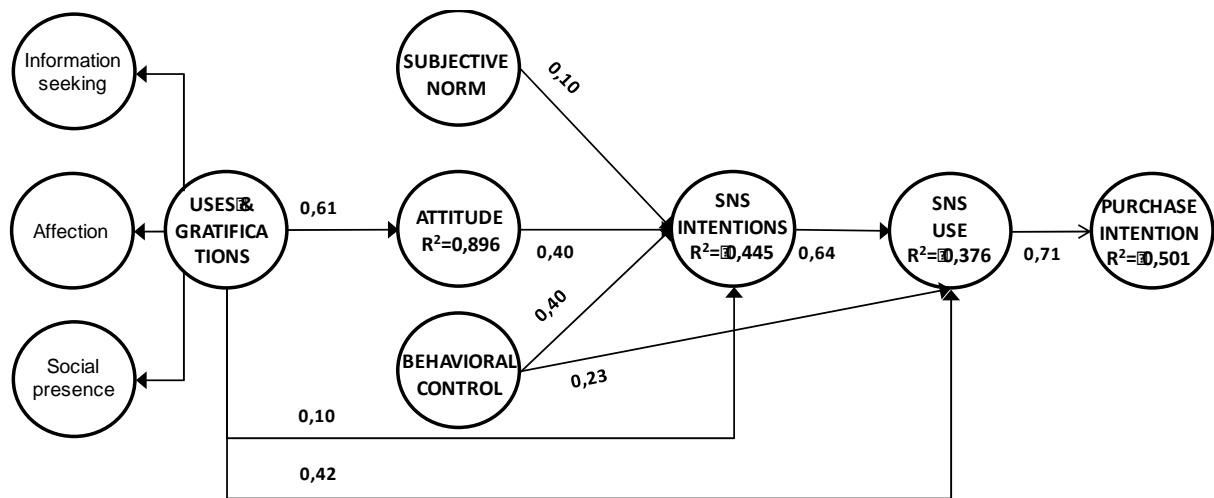 Information
seeking
Affection
Social
presence
USES &
GRATIFICA
TIONS
0,61
SUBJECTIVE
NORM
0,10
ATTITUDE
R²=0,896
0,40
BEHAVIORAL
CONTROL
0,40
0,23
0,10
0,42
SNS
INTENTIONS
R²= 0,445
0,64
SNS
USE
R²= 0,376
0,71
PURCHASE
INTENTION
R²= 0,501